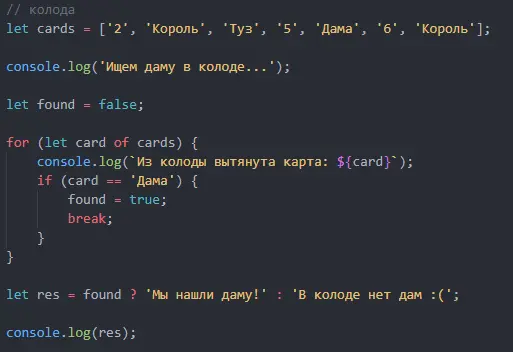 // колода
let cards = ['2', 'Король', 'Туз', '5', 'Дама', '6', 'Король'];
console.log('Ищем даму в колоде...');
let found = false;
for (let card of cards) {
console.log(`Из колоды вытянута карта: ${card}`);
if (card == 'Дама') {
found = true;
break;
}
}
let res = found ? 'Мы нашли даму!' : 'В колоде нет дам :(';
console.log(res);